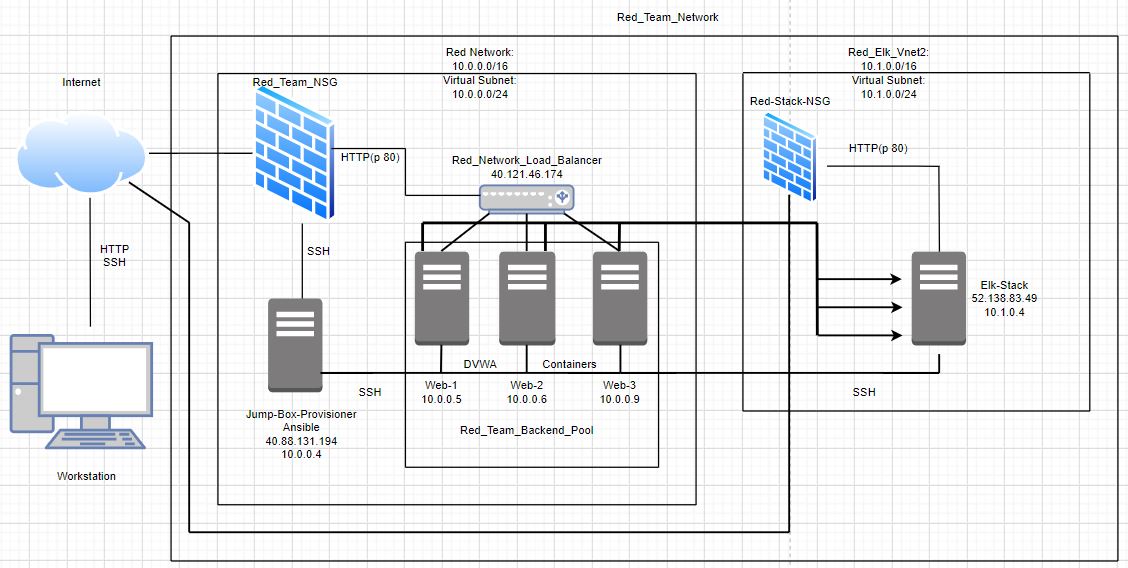 Red_Team_Network
Red Network:
10.0.0.0/16
Virtual Subnet:
10.0.0.0/24
Red_Elk_Vnet2:
10.1.0.0/16
Virtual Subnet:
10.1.0.0/24
Internet
Red_Team_NSG
Red-Stack-NSG
HTTP(p 80)
Red_Network_Load_Balancer
40.121.46.174
HTTP(p 80)
HTTP
SSH
SSH
Elk-Stack
52.138.83.49
10.1.0.4
DVWA
Containers
SSH
Web-1
10.0.0.5
Web-2
10.0.0.6
Web-3
10.0.0.9
SSH
Jump-Box-Provisioner
Ansible
40.88.131.194
10.0.0.4
Red_Team_Backend_Pool
Workstation